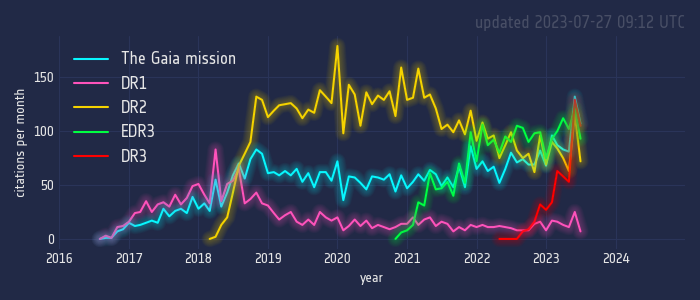 updated 2023-07-27 09:12 UTC
The Gaia mission
DR1
DR2
EDR3
DR3
citations per month
150
100
50
0
2016 2017 2018 2019 2020 2021 2022 2023 2024
year